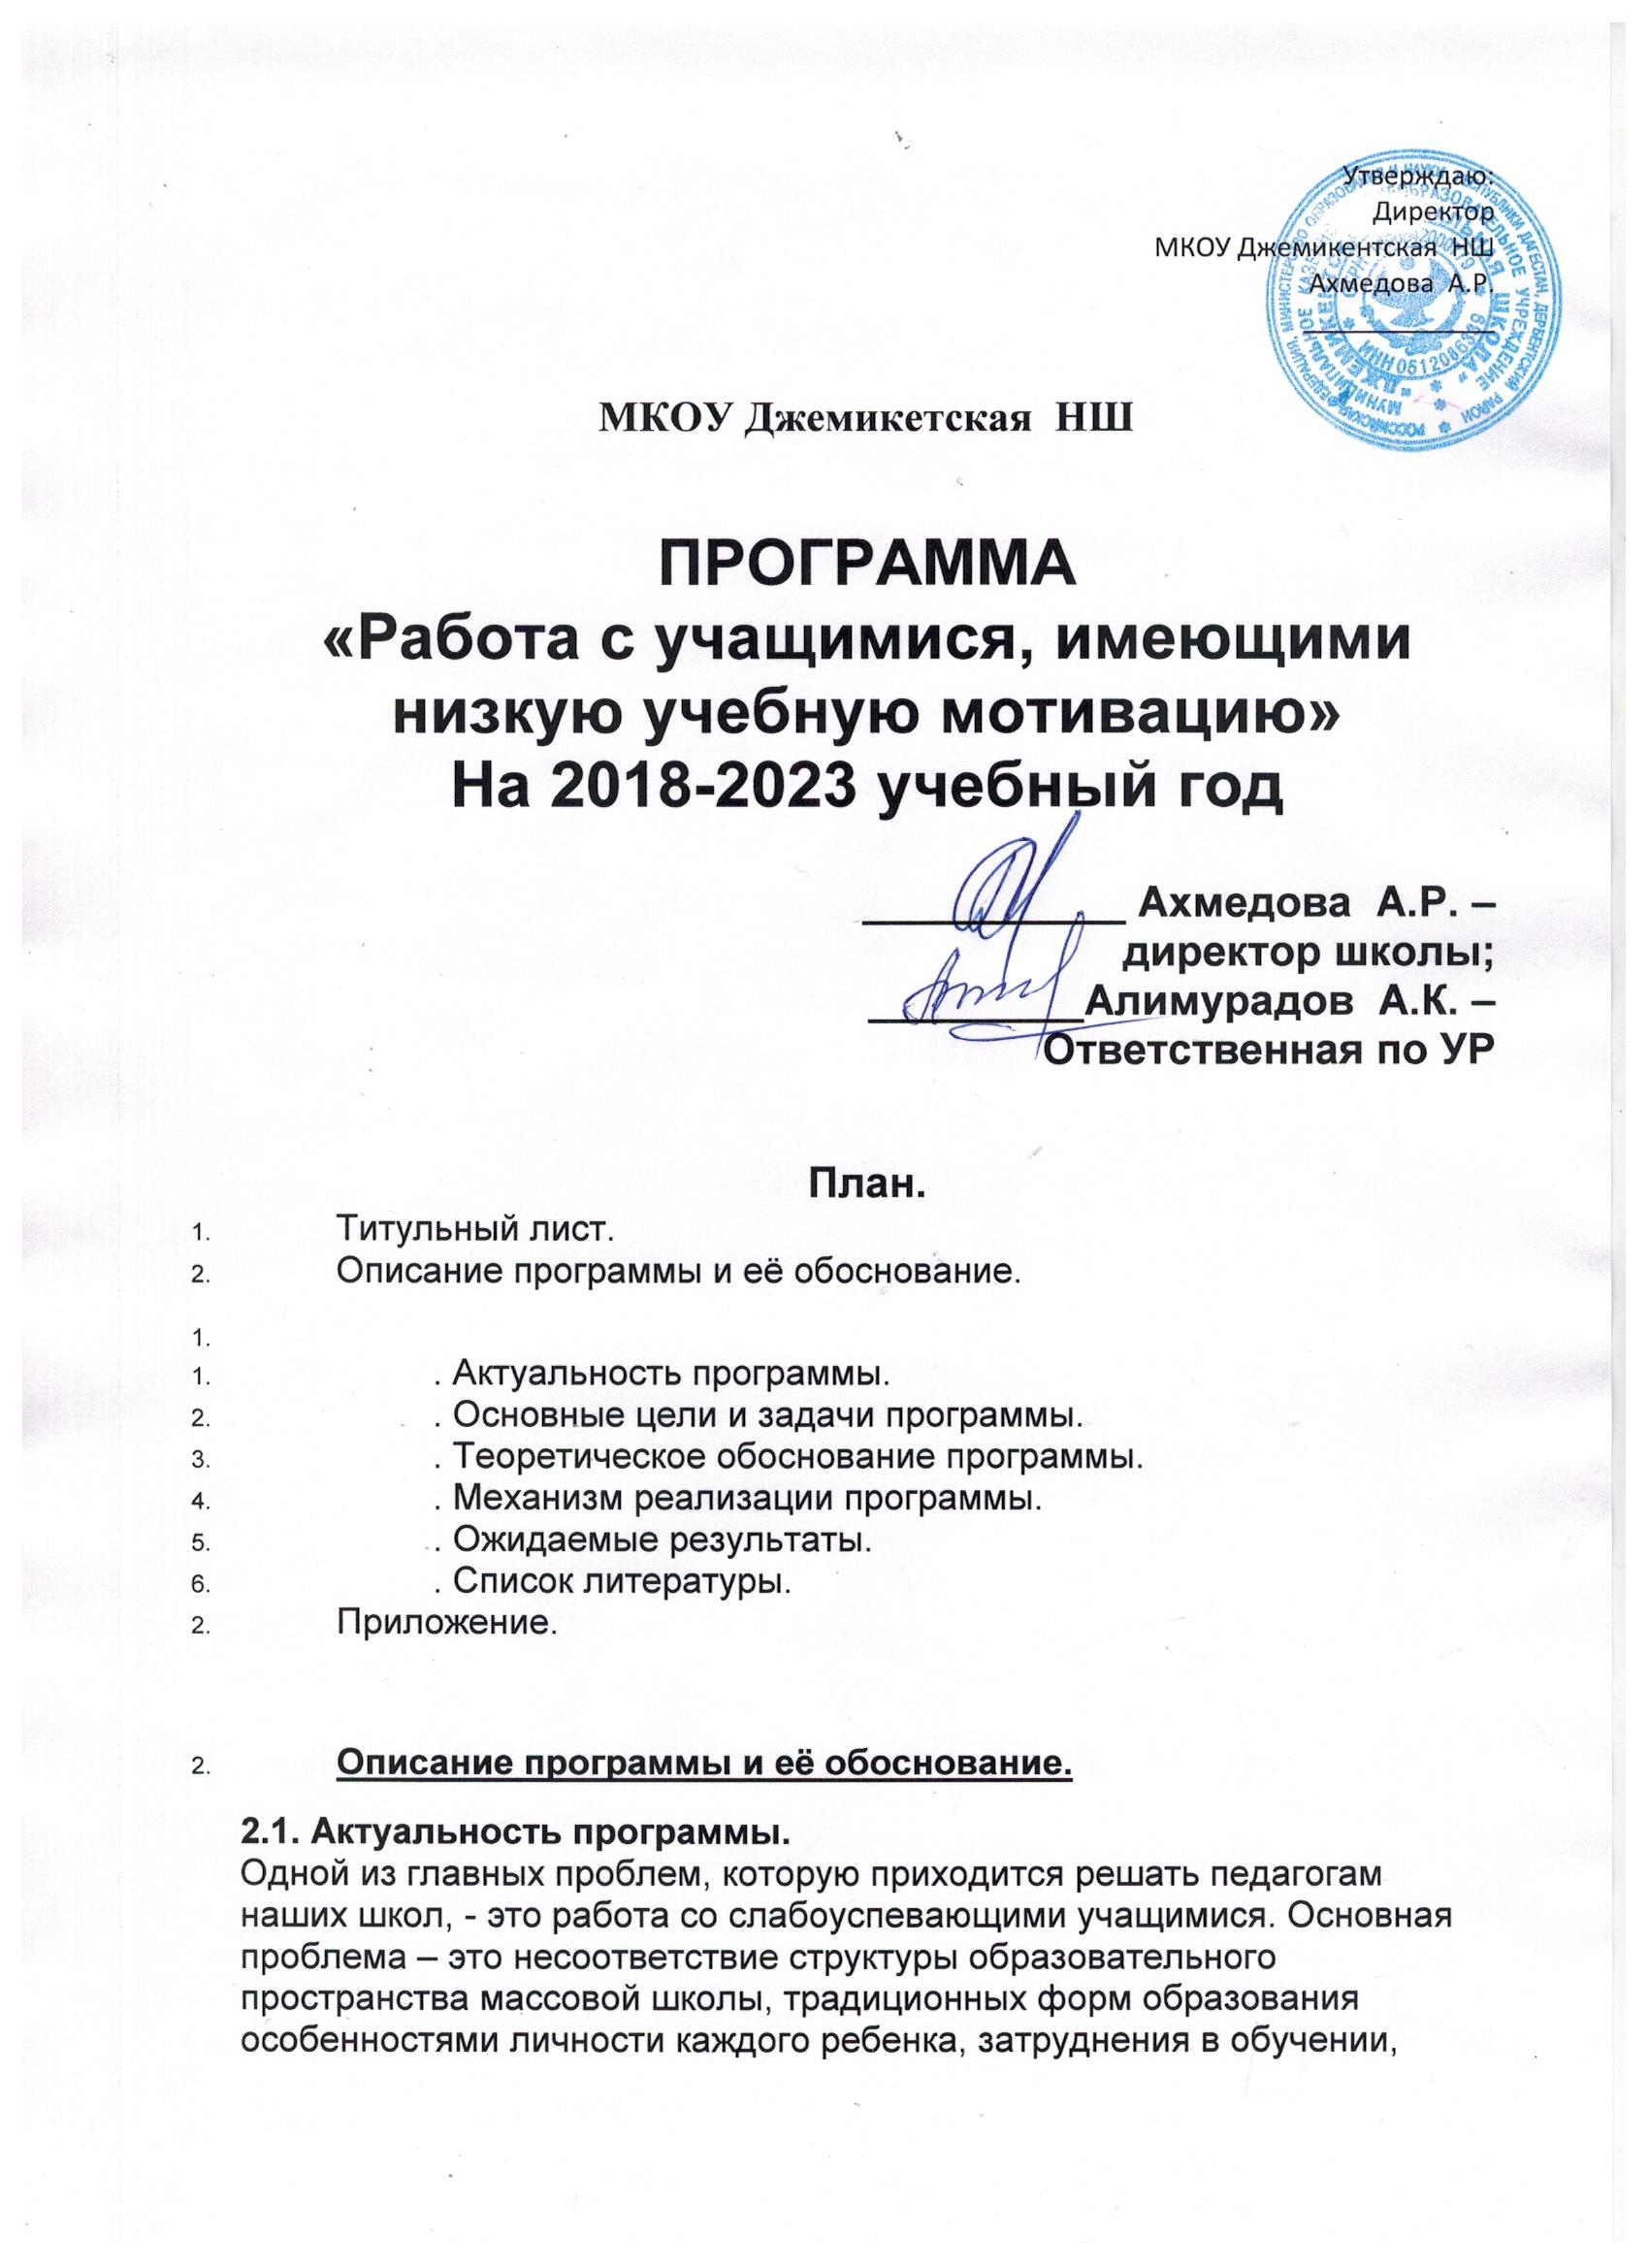 Утверждаю:
Директор
МКОУ Джемикентская НШ
Ахмедова А.Р.
МКОУ Джемикетская НШ
ПРОГРАММА
«Работа с учащимися, имеющими
низкую учебную мотивацию»
На 2018-2023 учебный год
____________ Ахмедова А.Р. –
директор школы;
__________Алимурадов А.К. –
Ответственная по УР
План.
1. Титульный лист.
2. Описание программы и её обоснование.
1.
1. . Актуальность программы.
2. . Основные цели и задачи программы.
3. . Теоретическое обоснование программы.
4. . Механизм реализации программы.
5. . Ожидаемые результаты.
6. . Список литературы.
2. Приложение.
2. Описание программы и её обоснование.
2.1. Актуальность программы.
Одной из главных проблем, которую приходится решать педагогам
наших школ, - это работа со слабоуспевающими учащимися. Основная
проблема – это несоответствие структуры образовательного
пространства массовой школы, традиционных форм образования
особенностями личности каждого ребенка, затруднения в обучении,